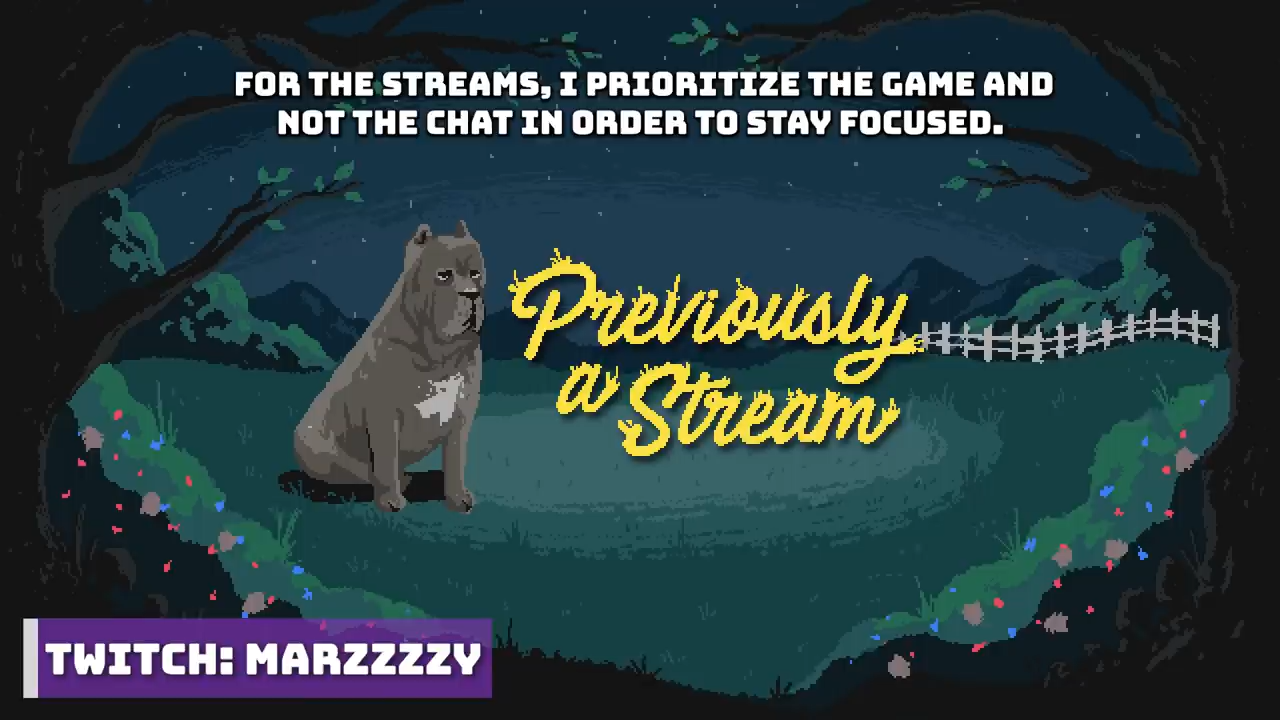 FOR THE STREAMS, I PRIORITIZE THE GAME AND
NOT THE CHAT IN ORDER TO STAY FOCUSED.
Previously
a Stream
TWITCH: MARZZZZY